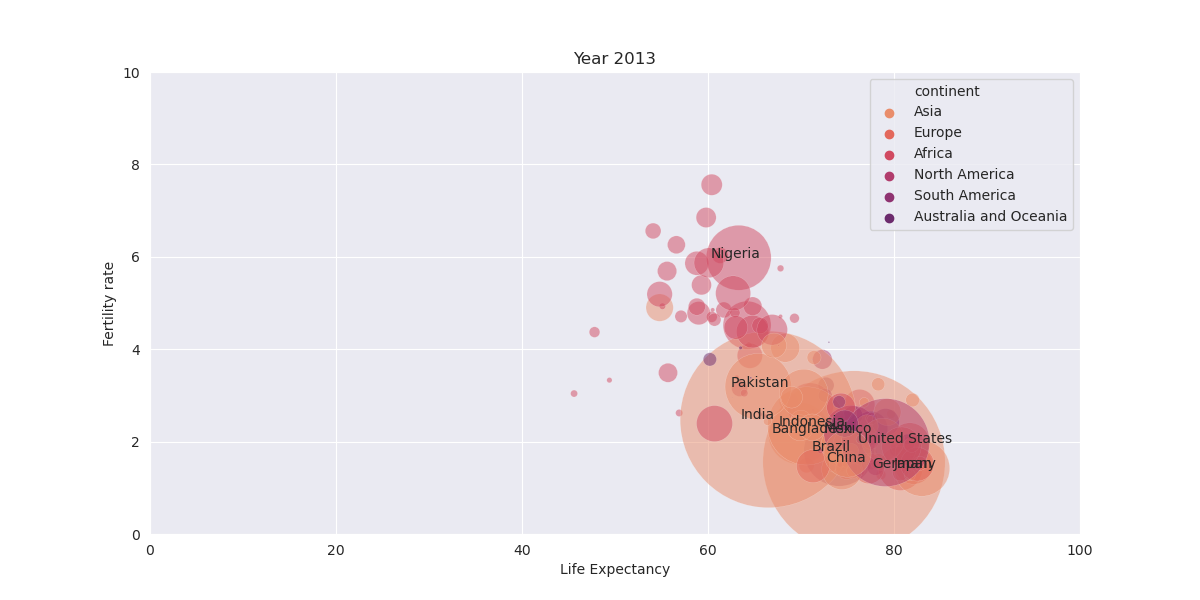 Year 2013
10
8
6
4
2
0
0
20
40
60
80
100
Fertility rate
Life Expectancy
continent
Asia
Europe
Africa
North America
South America
Australia and Oceania
Nigeria
Pakistan
India
Indonesia
Bangladesh
Mexico
United States
Brazil
China
Germany
Japan